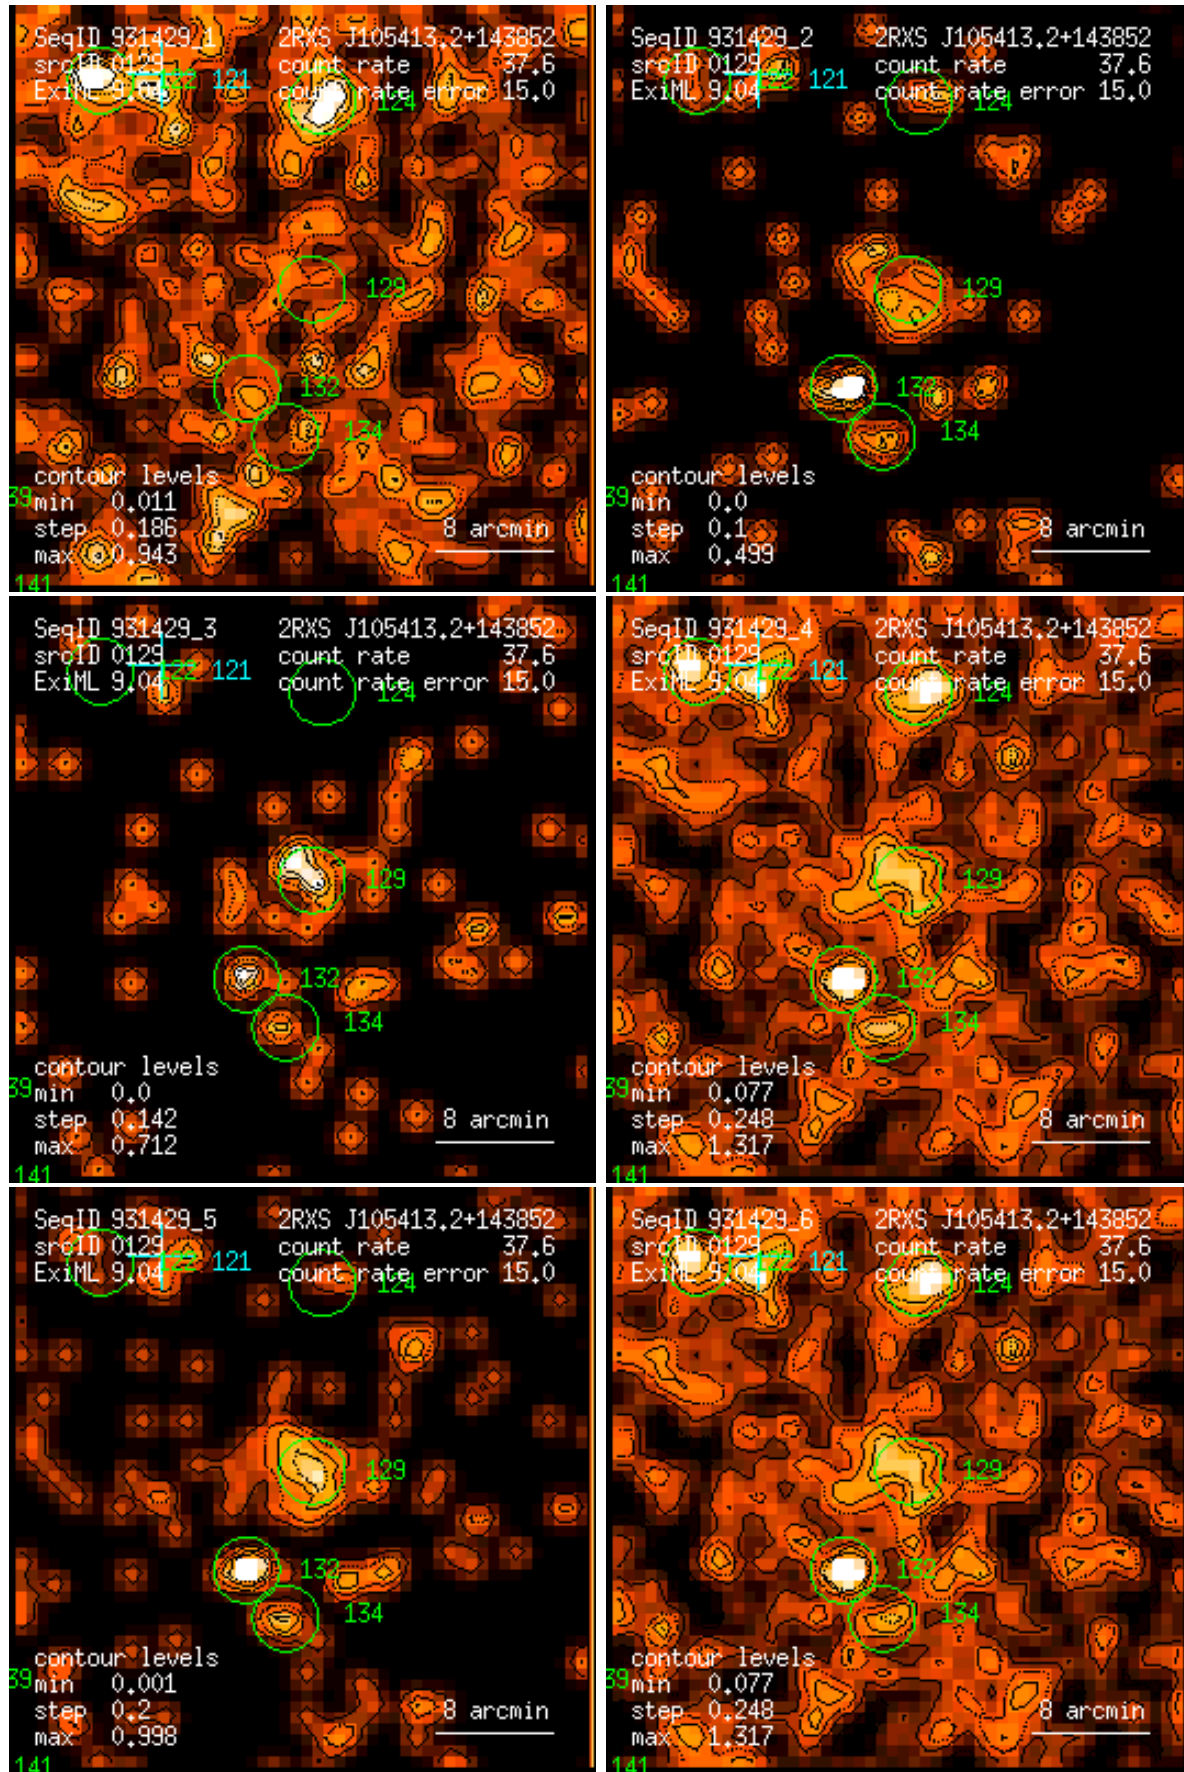 SeqID 931429_1 2RXS J105413.2+143852
srcID 0129 22 121 count rate 37.6
ExiML 9.04 count rate error 15.0
124
129
132
134
contour levels
39 min 0.011
step 0.186 8 arcmin
max 0.943
141
SeqID 931429_2 2RXS J105413.2+143852
srcID 0129 22 121 count rate 37.6
ExiML 9.04 count rate error 15.0
124
129
132
134
contour levels
39 min 0.0
step 0.1 8 arcmin
max 0.499
141
SeqID 931429_3 2RXS J105413.2+143852
srcID 0129 22 121 count rate 37.6
ExiML 9.04 count rate error 15.0
124
129
132
134
contour levels
39 min 0.0
step 0.142 8 arcmin
max 0.712
141
SeqID 931429_4 2RXS J105413.2+143852
srcID 0129 22 121 count rate 37.6
ExiML 9.04 count rate error 15.0
124
129
132
134
contour levels
39 min 0.077
step 0.248 8 arcmin
max 1.317
141
SeqID 931429_5 2RXS J105413.2+143852
srcID 0129 22 121 count rate 37.6
ExiML 9.04 count rate error 15.0
124
129
132
134
contour levels
39 min 0.001
step 0.2 8 arcmin
max 0.998
141
SeqID 931429_6 2RXS J105413.2+143852
srcID 0129 22 121 count rate 37.6
ExiML 9.04 count rate error 15.0
124
129
132
134
contour levels
39 min 0.077
step 0.248 8 arcmin
max 1.317
141